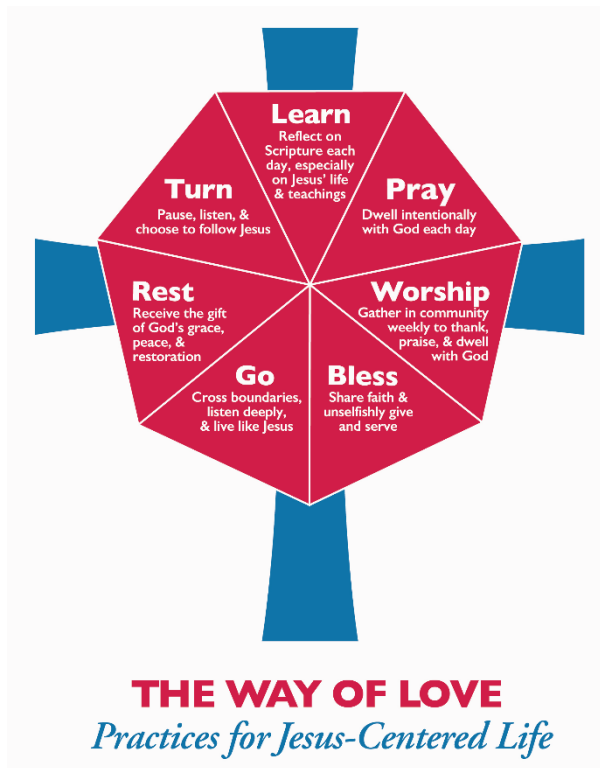 Learn
Reflect on
Scripture each
day, especially
on Jesus' life
& teachings
Pray
Dwell intentionally
with God each day
Worship
Gather in community
weekly to thank,
praise, & dwell
with God
Bless
Share faith &
unselfishly give
and serve
Go
Cross boundaries,
listen deeply,
& live like Jesus
Rest
Receive the gift
of God's grace,
peace, &
restoration
Turn
Pause, listen, &
choose to follow Jesus
THE WAY OF LOVE
Practices for Jesus-Centered Life